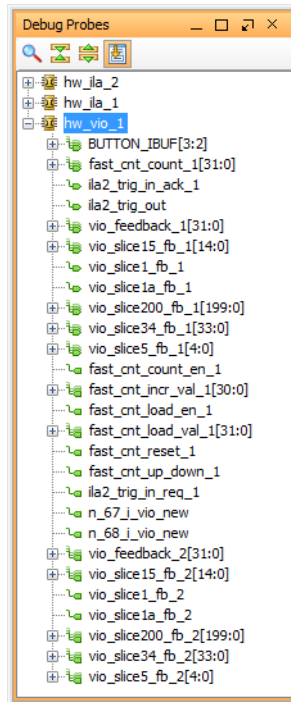 Debug Probes
hw_ila_2
hw_ila_1
hw_vio_1
BUTTON_IBUF[3:2]
fast_cnt_count_1[31:0]
ila2_trig_in_ack_1
ila2_trig_out
vio_feedback_1[31:0]
vio_slice15_fb_1[14:0]
vio_slice1_fb_1
vio_slice1a_fb_1
vio_slice200_fb_1[199:0]
vio_slice34_fb_1[33:0]
vio_slice5_fb_1[4:0]
fast_cnt_count_en_1
fast_cnt_incr_val_1[30:0]
fast_cnt_load_en_1
fast_cnt_load_val_1[31:0]
fast_cnt_reset_1
fast_cnt_up_down_1
ila2_trig_in_req_1
n_67_i_vio_new
n_68_i_vio_new
vio_feedback_2[31:0]
vio_slice15_fb_2[14:0]
vio_slice1_fb_2
vio_slice1a_fb_2
vio_slice200_fb_2[199:0]
vio_slice34_fb_2[33:0]
vio_slice5_fb_2[4:0]